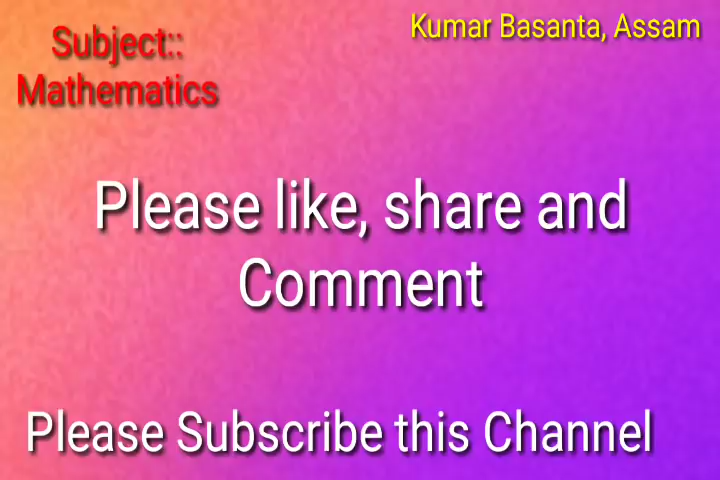 Subject::
Mathematics
Kumar Basanta, Assam
Please like, share and
Comment
Please Subscribe this Channel